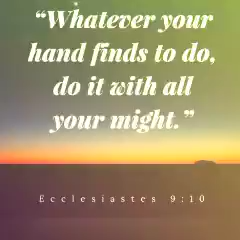 “Whatever your
hand finds to do,
do it with all
your might.”
Ecclesiastes 9:10